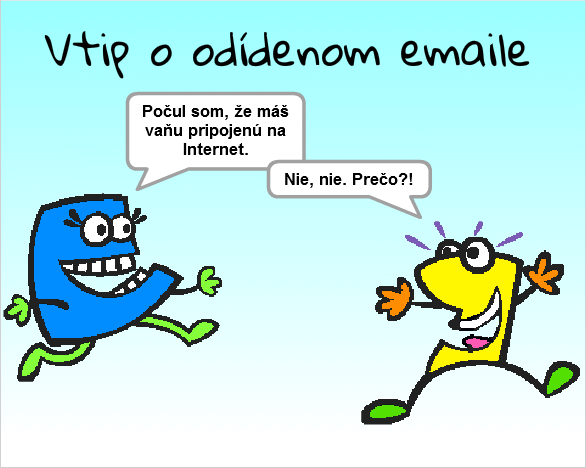 Vtip o odídenom emaile
Počul som, že máš
vaňu pripojenú na
Internet.
Nie, nie. Prečo?!